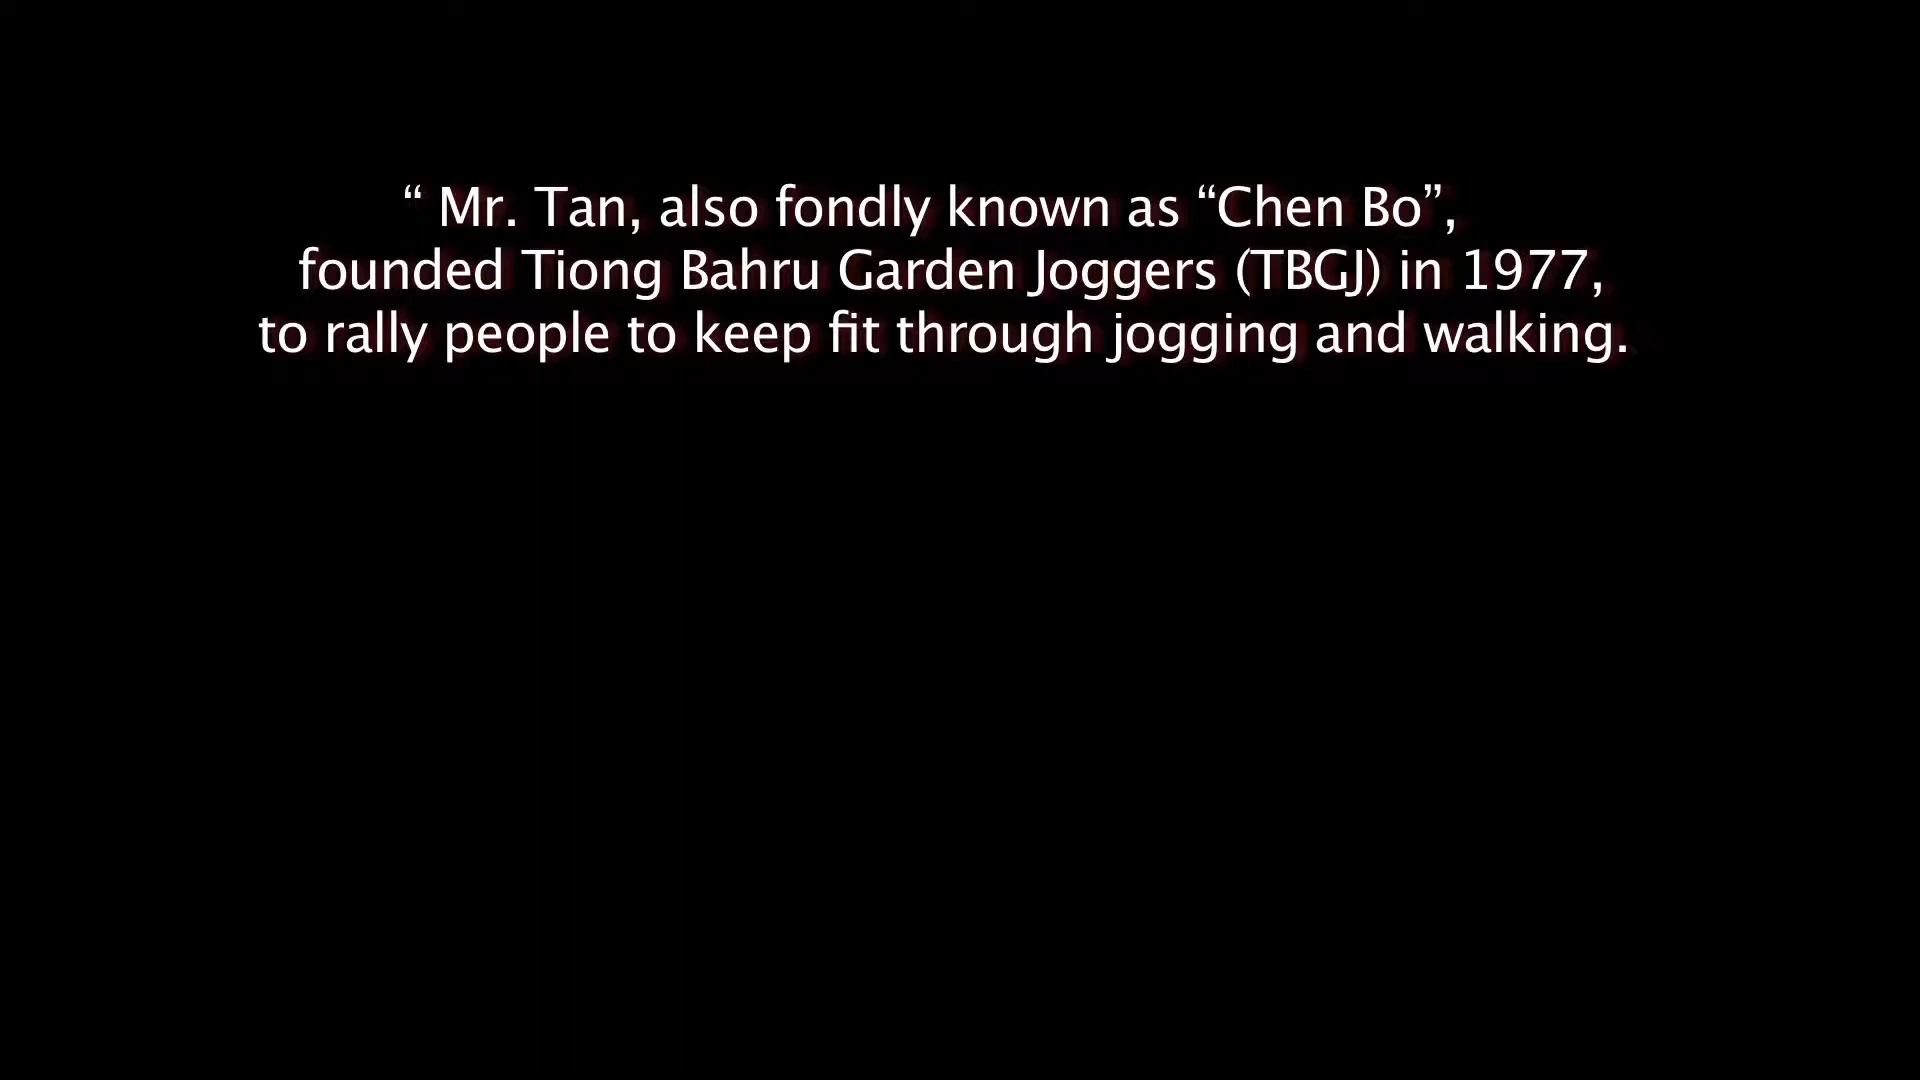 “ Mr. Tan, also fondly known as “Chen Bo”,
founded Tiong Bahru Garden Joggers (TBGJ) in 1977,
to rally people to keep fit through jogging and walking.